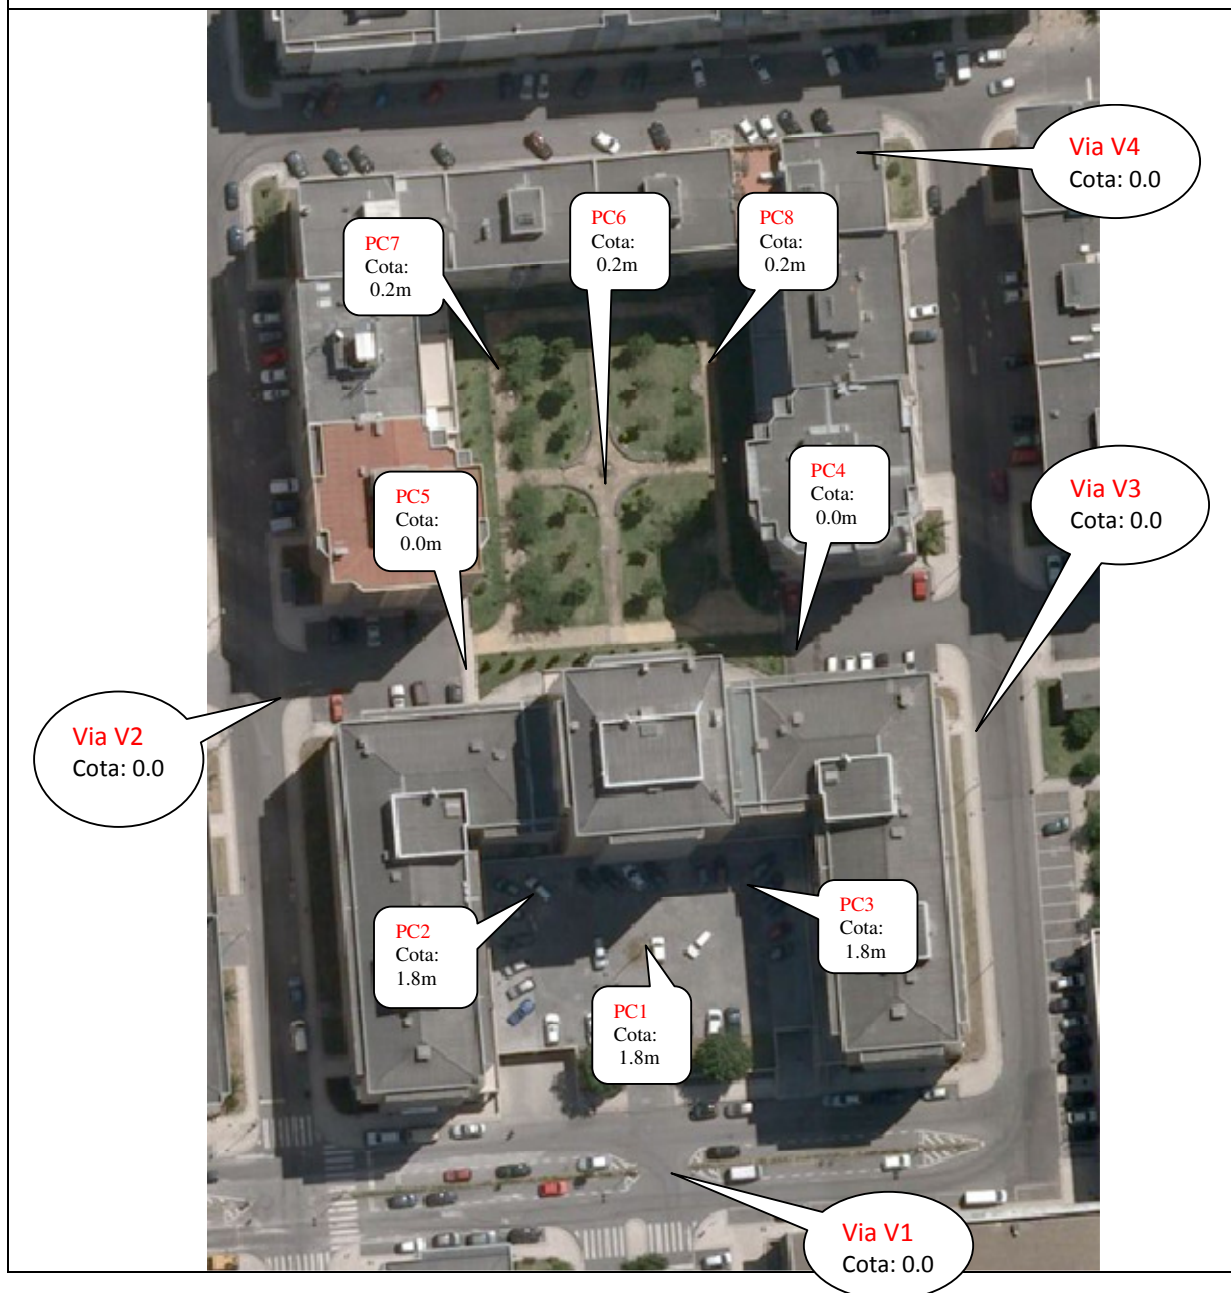 Via V4
Cota: 0.0
PC6
Cota:
0.2m
PC8
Cota:
0.2m
PC7
Cota:
0.2m
PC4
Cota:
0.0m
Via V3
Cota: 0.0
PC5
Cota:
0.0m
Via V2
Cota: 0.0
PC3
Cota:
1.8m
PC2
Cota:
1.8m
PC1
Cota:
1.8m
Via V1
Cota: 0.0